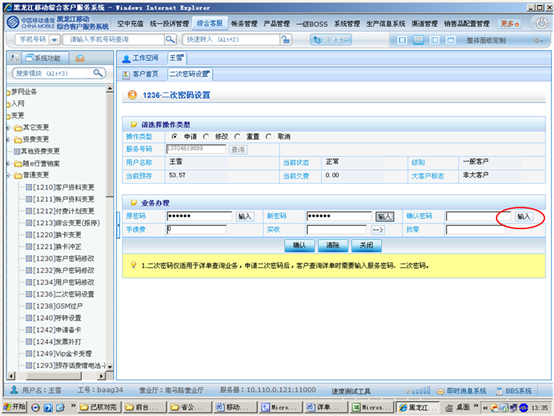 黑龙江移动综合客户服务系统 - Windows Internet Explorer
中国移动通信 CHINA MOBILE 黑龙江移动 综合客户服务系统
空中充值 统一投诉管理 综合客服 帐务管理 产品管理 一级BOSS 系统管理 生产信息系统 渠道管理 销售品配置管理 更多
手机号码 请输入手机号码查询 快速转入 (Alt+2) 整体面板定制
系统功能 工作空间 王雪
搜索模块 (Alt+3) 客户首页 二次密码设置
梦网业务
入网
变更
其它变更
资费变更
其他资费变更
随e行营销案
普通变更
[1210]客户资料变更
[1211]帐户资料变更
[1212]付费计划变更
[1213]综合变更(拆停)
[1220]换卡变更
[1221]换卡冲正
[1230]客户密码修改
[1232]帐户密码修改
[1234]用户密码修改
[1236]二次密码设置
[1238]GSM过户
[1240]呼转设置
[1242]申请备卡
[1244]发票打打
[1249]Vip金卡受理
[1293]预存话费赠电池
1236·二次密码设置
请选择操作类型
操作类型 申请 修改 重置 取消
服务号码 查询
用户名称 王雪 当前状态 正常 级别 一般客户
当前预存 53.57 当前欠费 0.00 大客户标志 非大客户
业务办理
原密码 ●●●●●● 输入 新密码 ●●●●●● 输入 确认密码 输入
手续费 0 实收 --> 找零
确认 清除 关闭
1.二次密码仅适用于详单查询业务，申请二次密码后，客户查询详单时需要输入服务密码、二次密码。
用户名：王雪 工号：baag34 营业厅：南马路营业厅 服务器：10.110.0.121:11000 速度测试工具 即时消息系统 BBS系统
开始 已核对完 前台... 省公... 移动... Micros... 详单... Micros... 黑龙江... 13:35